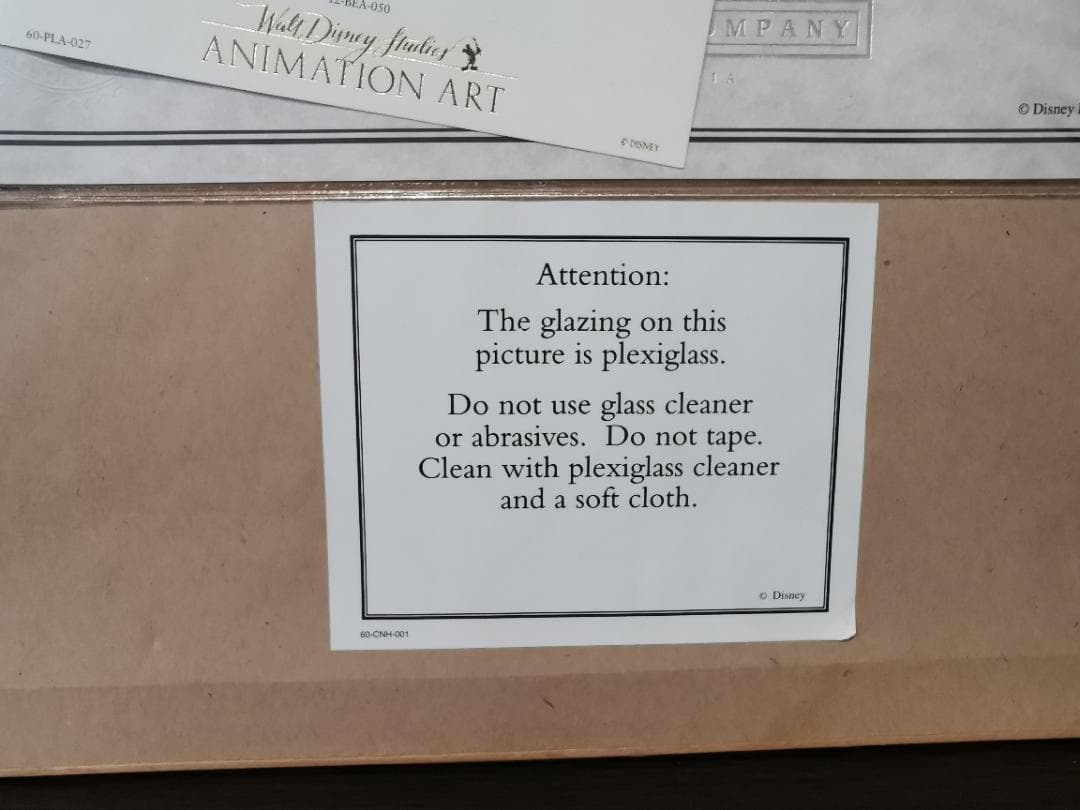 12-BEA-050
60-PLA-027
Walt Disney Studios
ANIMATION ART
© DISNEY
OMPANY
I A
© Disney
Attention:
The glazing on this
picture is plexiglass.
Do not use glass cleaner
or abrasives. Do not tape.
Clean with plexiglass cleaner
and a soft cloth.
© Disney
60-CNH-001